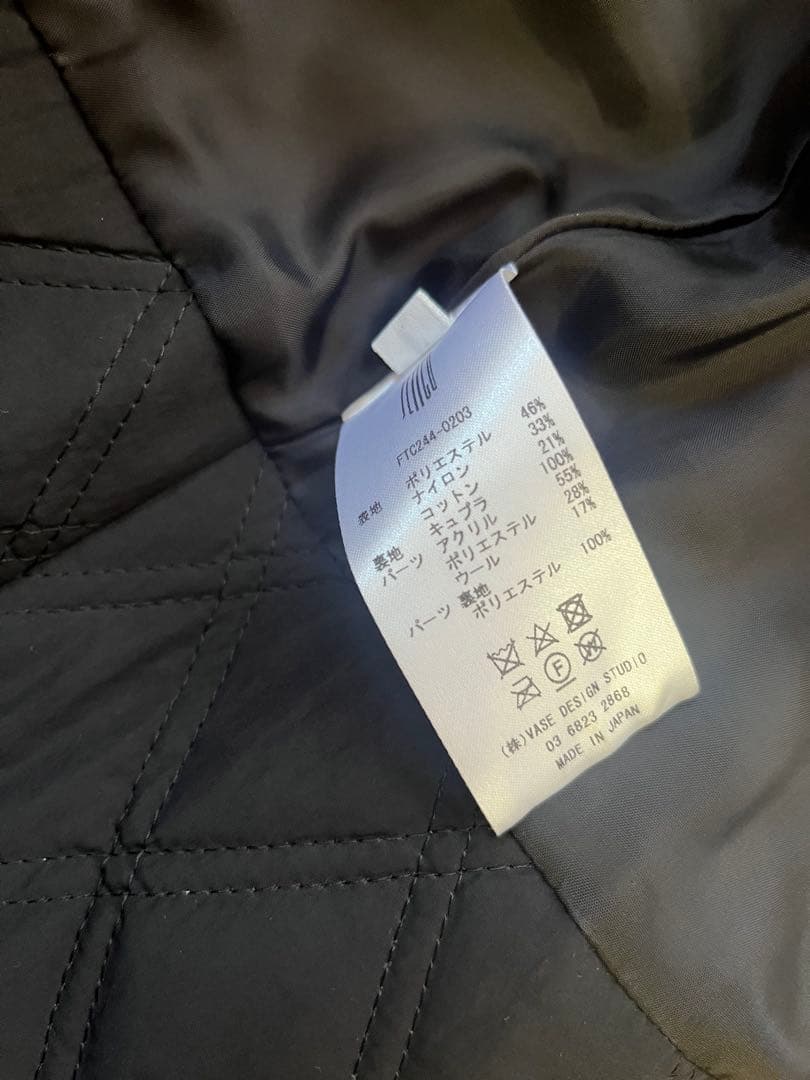 FTC244-0203
表地 ポリエステル 46%
ナイロン 33%
コットン 21%
裏地 キュプラ 100%
パーツ アクリル 55%
ポリエステル 28%
ウール 17%
パーツ 裏地
ポリエステル 100%
F W
(株)VASE DESIGN STUDIO
03 6823 2868
MADE IN JAPAN